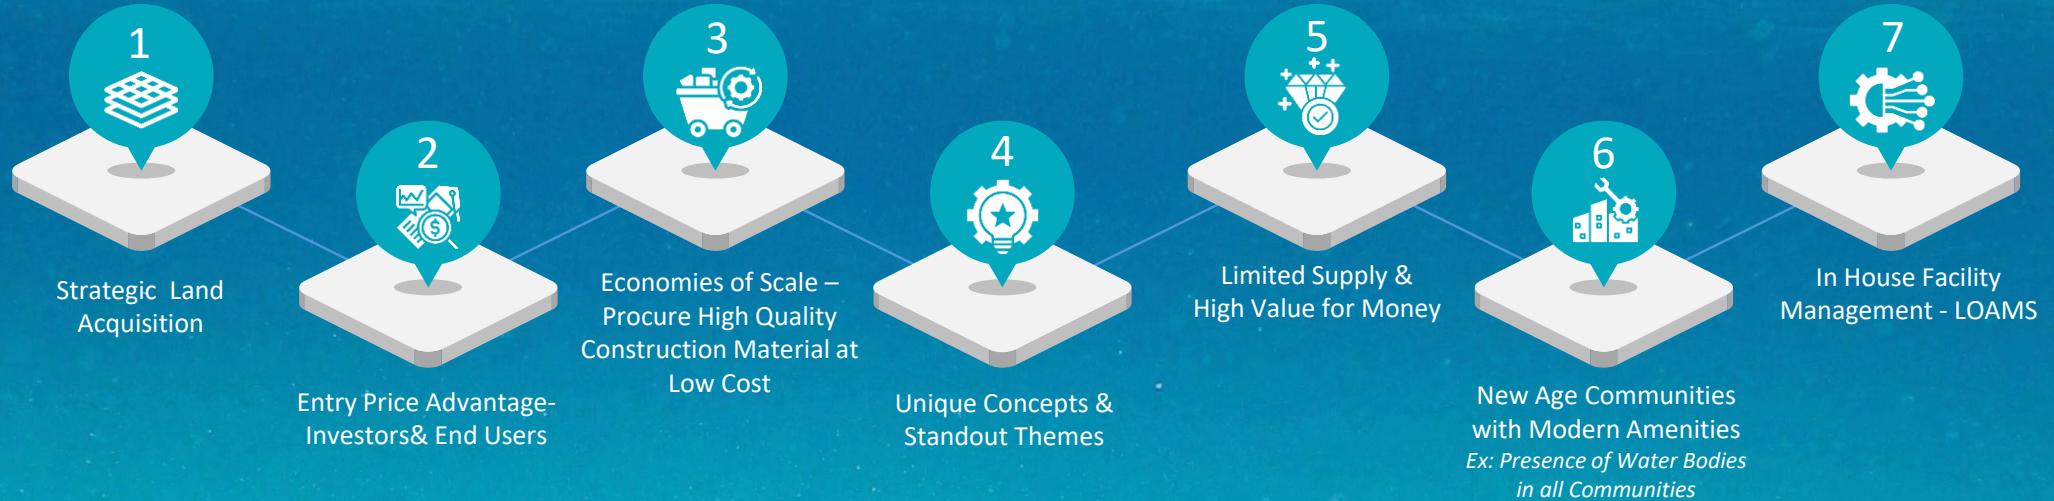 1
Strategic Land
Acquisition
2
Entry Price Advantage-
Investors& End Users
3
Economies of Scale –
Procure High Quality
Construction Material at
Low Cost
4
Unique Concepts &
Standout Themes
5
Limited Supply &
High Value for Money
6
New Age Communities
with Modern Amenities
Ex: Presence of Water Bodies
in all Communities
7
In House Facility
Management - LOAMS